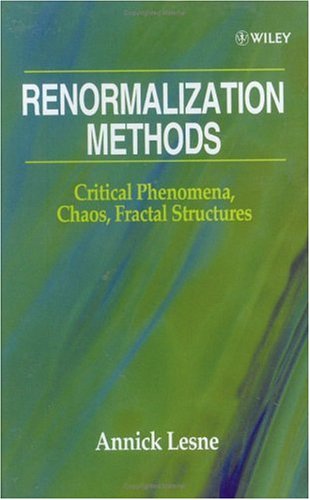 WILEY
RENORMALIZATION
METHODS
Critical Phenomena,
Chaos, Fractal Structures
Annick Lesne